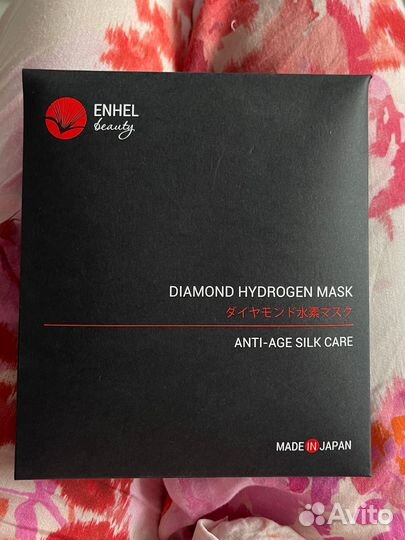 ENHEL
beauty
DIAMOND HYDROGEN MASK
ダイヤモンド水素マスク
ANTI-AGE SILK CARE
MADE IN JAPAN
Avito